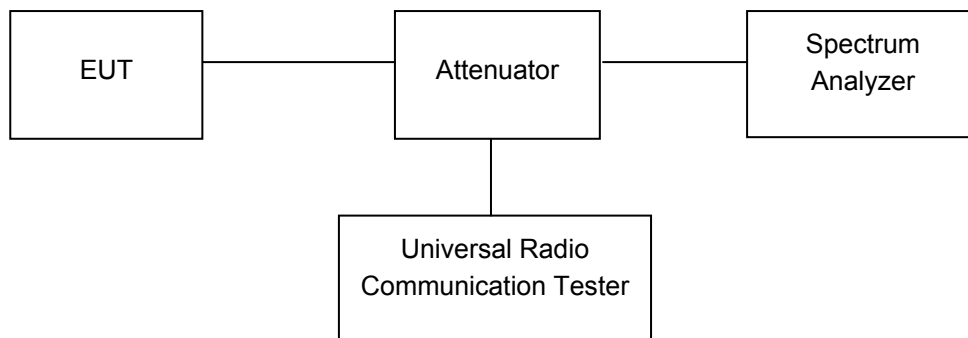 EUT
Attenuator
Spectrum
Analyzer
Universal Radio
Communication Tester